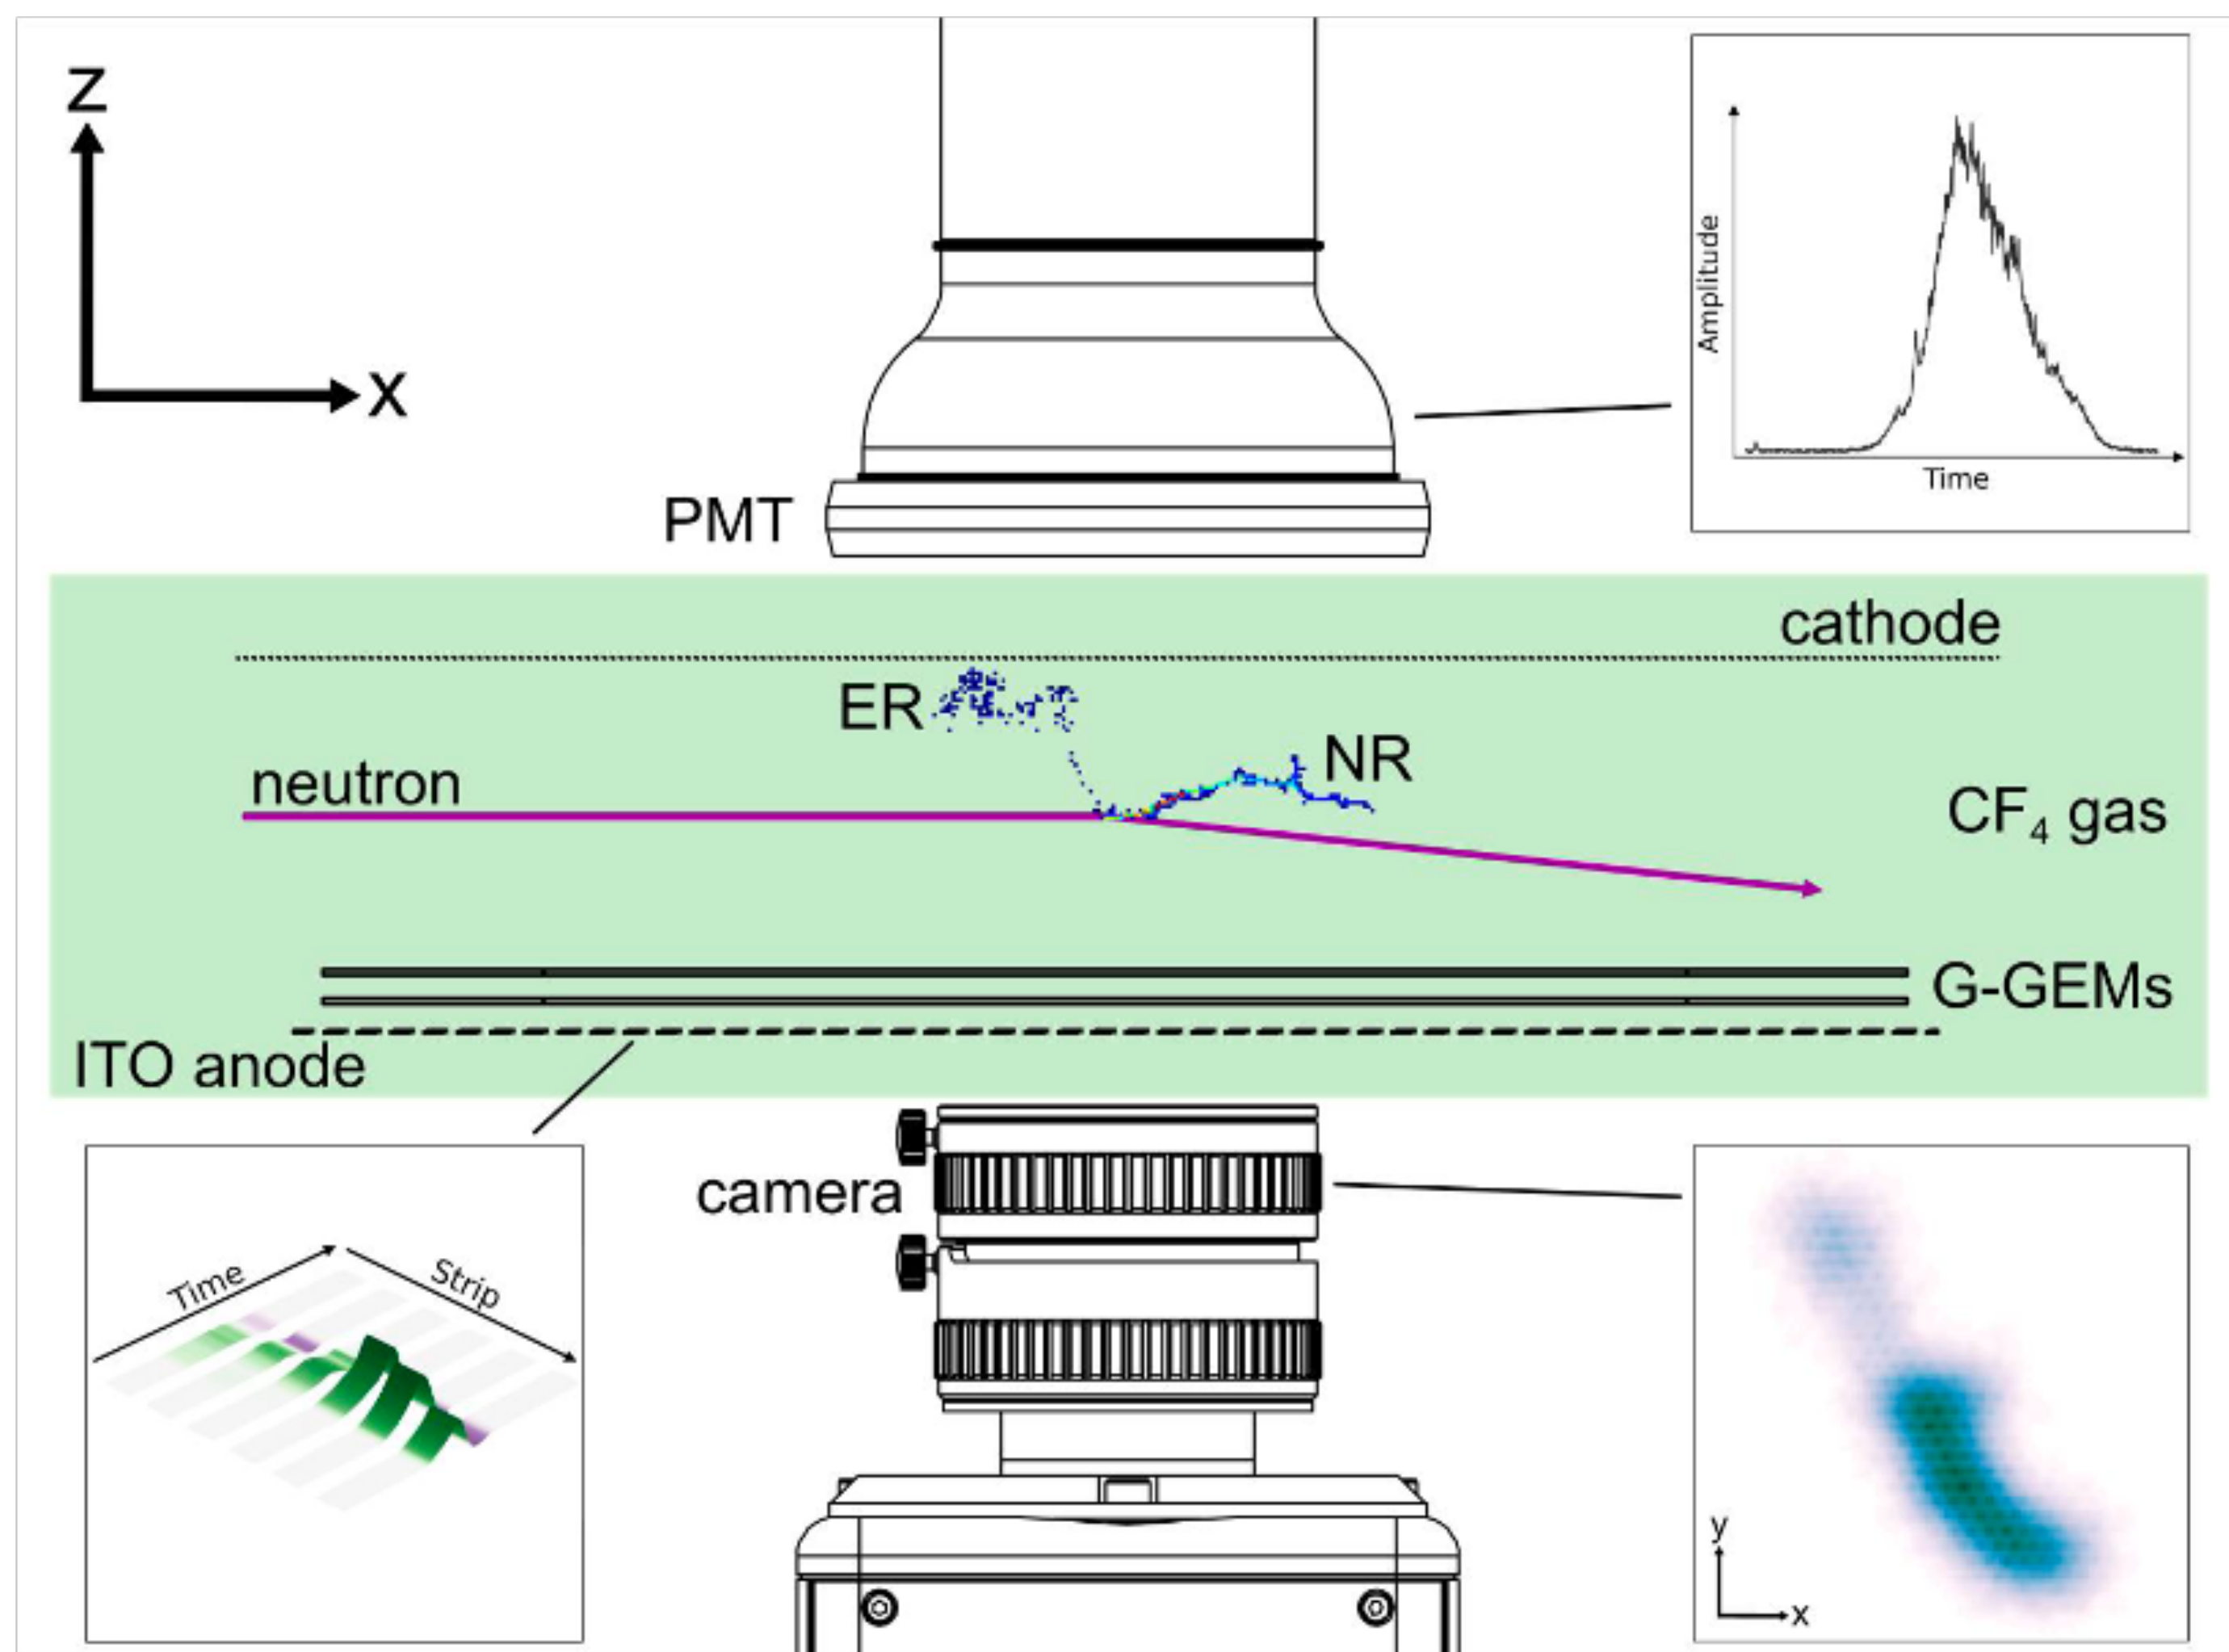 Z
X
PMT
Amplitude
Time
cathode
ER
NR
neutron
CF₄ gas
G-GEMs
ITO anode
camera
Time
Strip
y
x